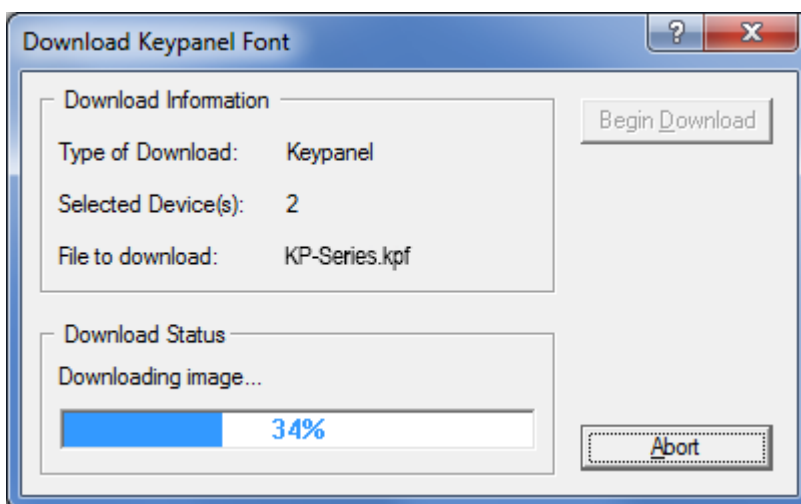 Download Keypanel Font
Download Information
Begin Download
Type of Download: Keypanel
Selected Device(s): 2
File to download: KP-Series.kpf
Download Status
Downloading image...
34%
Abort